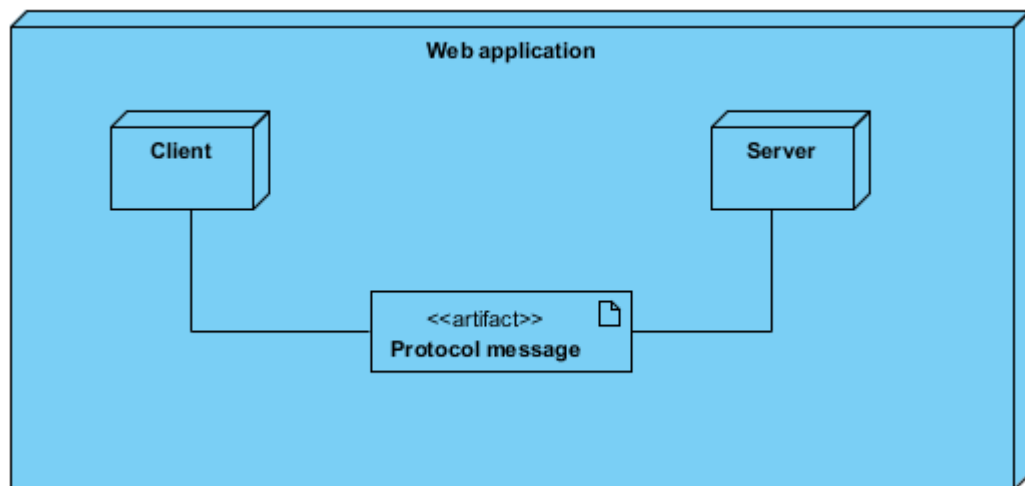 Web application
Client
Server
<<artifact>>
Protocol message